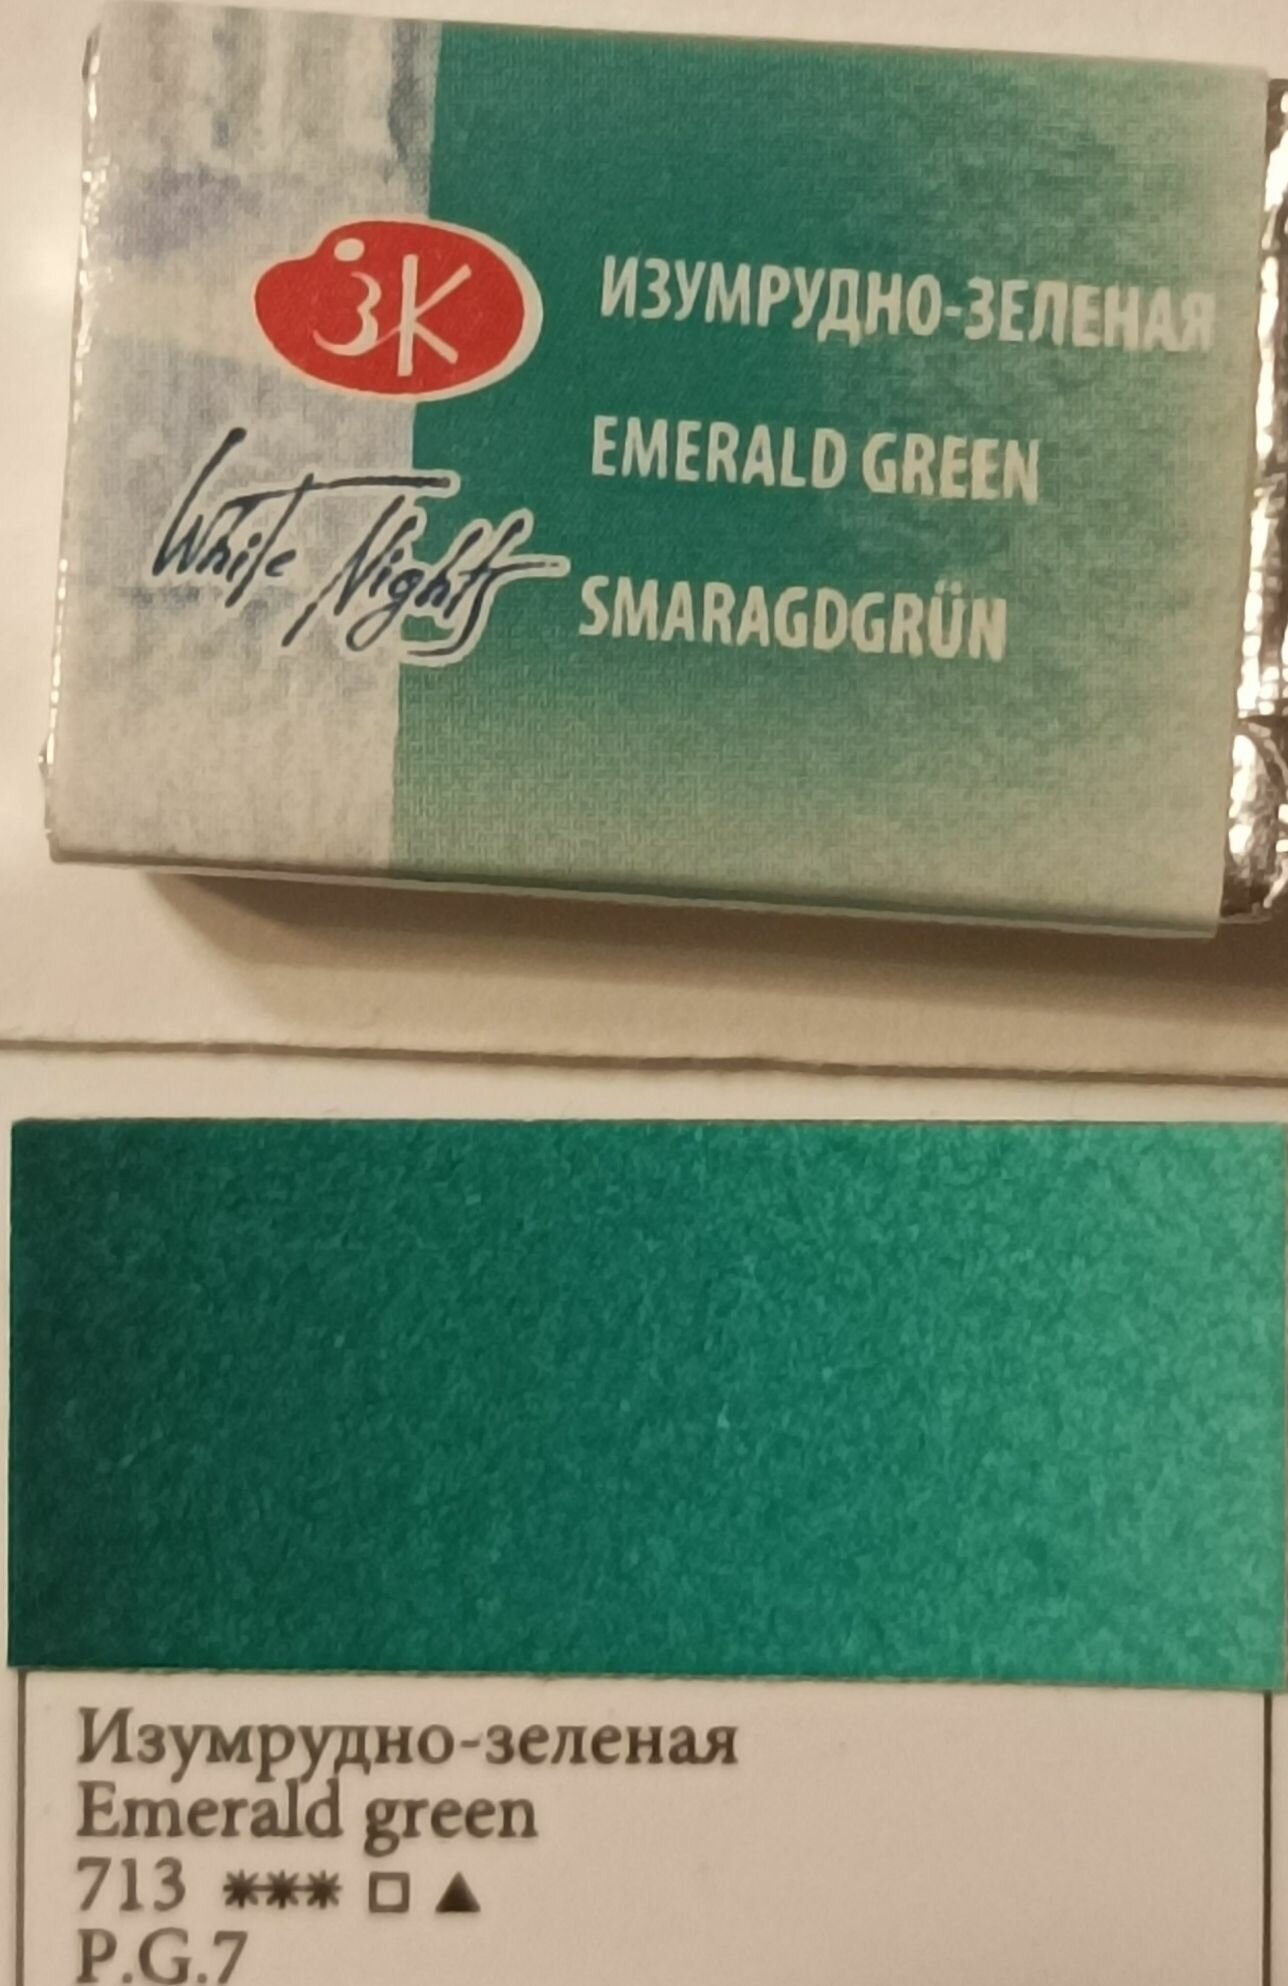 ЗК
ИЗУМРУДНО-ЗЕЛЕНАЯ
EMERALD GREEN
White Nights
SMARAGDGRÜN
Изумрудно-зеленая
Emerald green
713 ✳✳✳ □ ▲
P.G.7